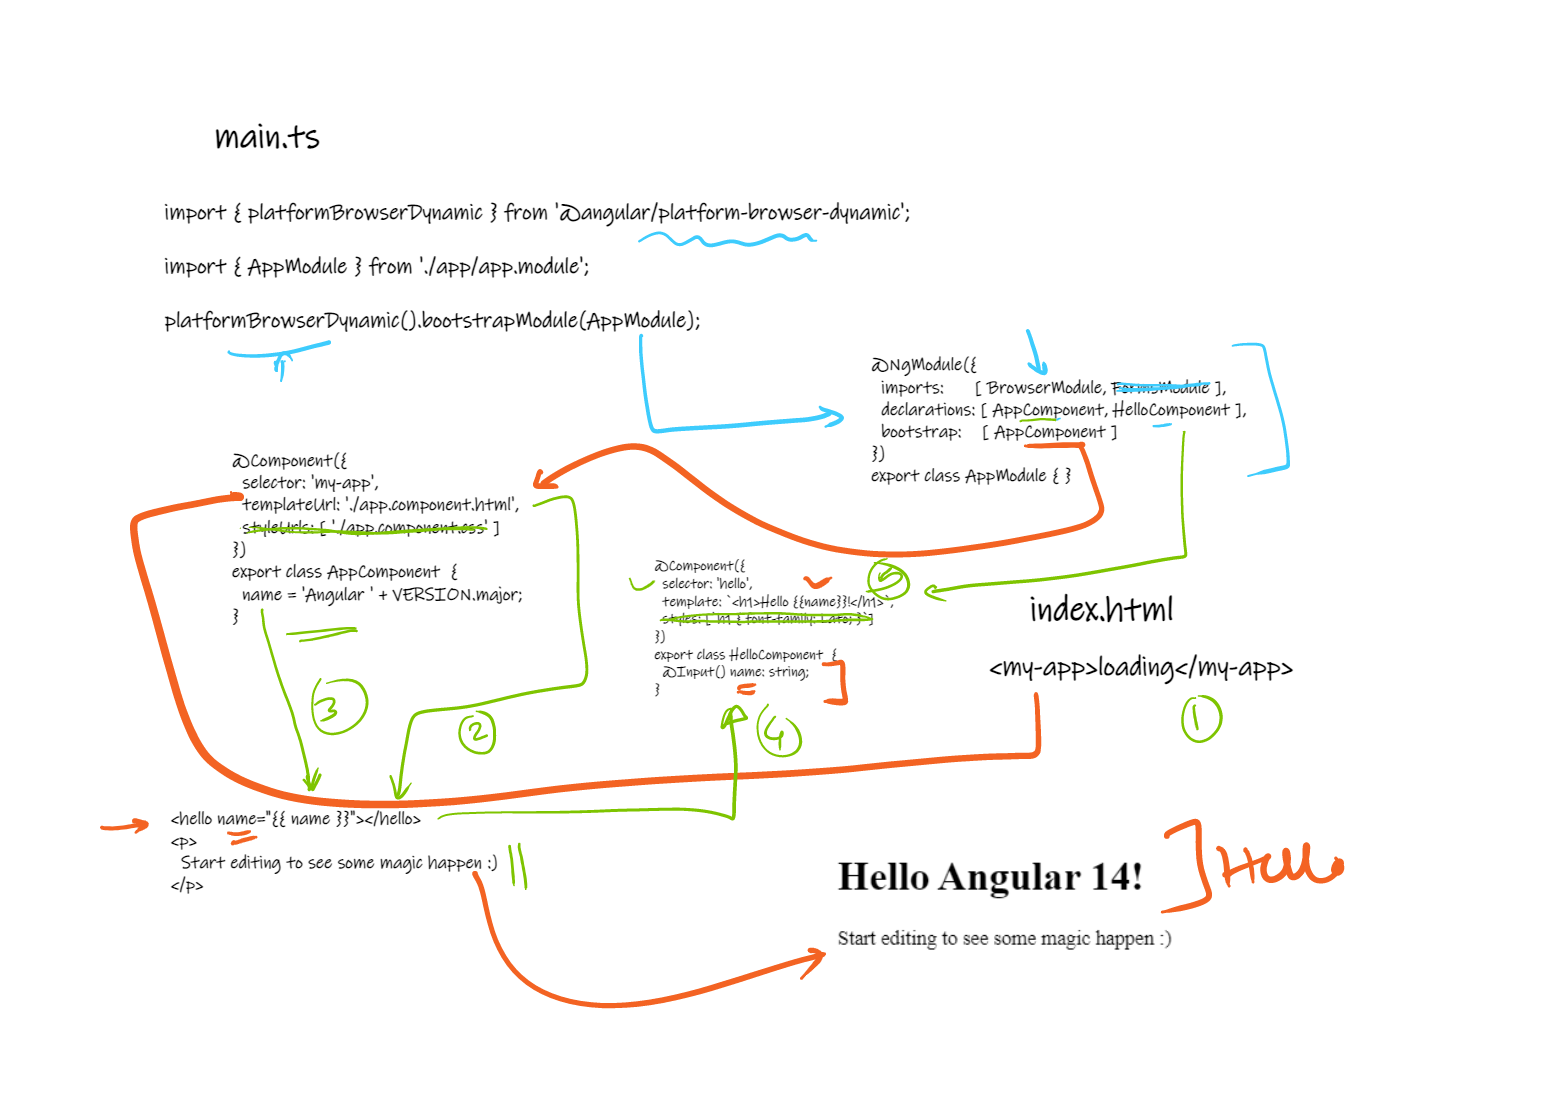 main.ts
import { platformBrowserDynamic } from '@angular/platform-browser-dynamic';
import { AppModule } from './app/app.module';
platformBrowserDynamic().bootstrapModule(AppModule);
@NgModule({
imports: [ BrowserModule, FormsModule ],
declarations: [ AppComponent, HelloComponent ],
bootstrap: [ AppComponent ]
})
export class AppModule { }
@Component({
selector: 'my-app',
templateUrl: './app.component.html',
styleUrls: [ './app.component.css' ]
})
export class AppComponent {
name = 'Angular ' + VERSION.major;
}
@Component({
selector: 'hello',
template: `<h1>Hello {{name}}!</h1>`,
styles: [`h1 { font-family: Lato; }`]
})
export class HelloComponent {
@Input() name: string;
}
5
index.html
<my-app>loading</my-app>
1
3
2
4
<hello name="{{ name }}"></hello>
<p>
Start editing to see some magic happen :)
</p>
Hello Angular 14!
Hello
Start editing to see some magic happen :)